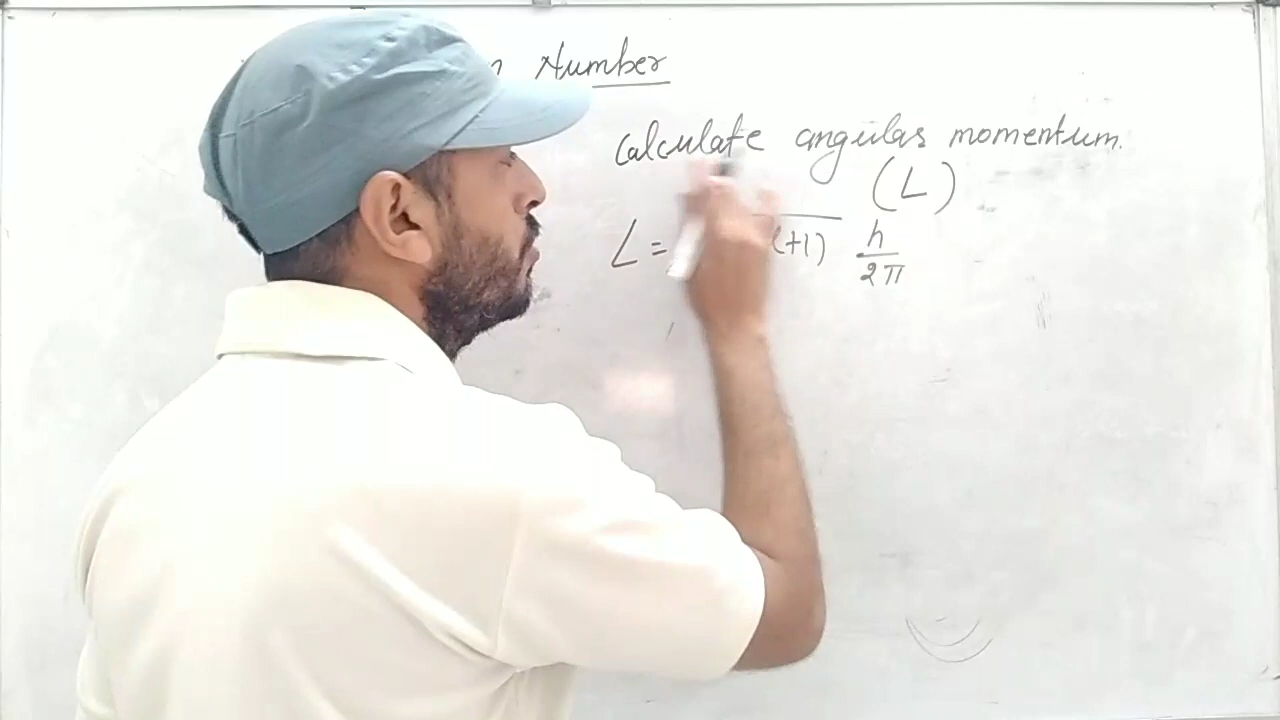 Number
Calculate angular momentum.
(L)
L = (+1) h/2π